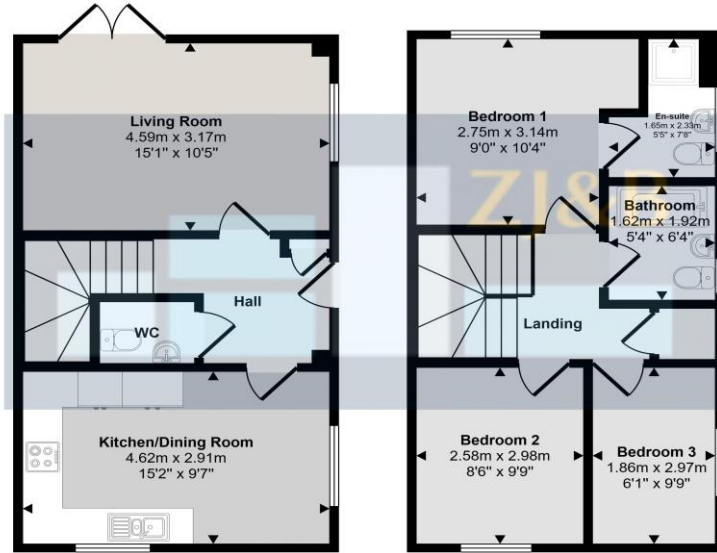 Living Room
4.59m x 3.17m
15'1" x 10'5"
Hall
WC
Kitchen/Dining Room
4.62m x 2.91m
15'2" x 9'7"
Bedroom 1
2.75m x 3.14m
9'0" x 10'4"
En-suite
1.65m x 2.33m
5'5" x 7'8"
ZJ&B
Bathroom
1.62m x 1.92m
5'4" x 6'4"
Landing
Bedroom 2
2.58m x 2.98m
8'6" x 9'9"
Bedroom 3
1.86m x 2.97m
6'1" x 9'9"